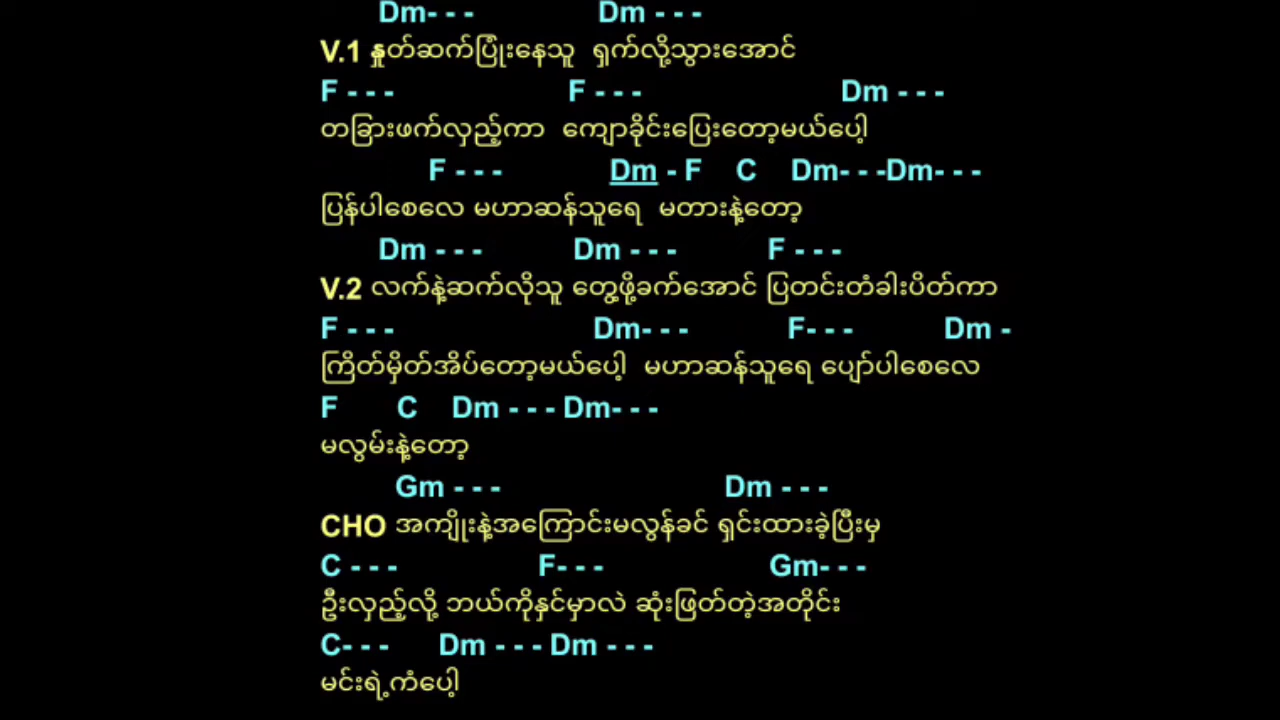 Dm- - - Dm - - -
V.1 နှုတ်ဆက်ပြုံးနေသူ ရှက်လို့သွားအောင်
F - - - F - - - Dm - - -
တခြားဖက်လှည့်ကာ ကျောခိုင်းပြေးတော့မယ်ပေါ့
F - - - Dm - F C Dm- - -Dm- - -
ပြန်ပါစေလေ မဟာဆန်သူရေ မတားနဲ့တော့
Dm - - - Dm - - - F - - -
V.2 လက်နဲ့ဆက်လိုသူ တွေ့ဖို့ခက်အောင် ပြတင်းတံခါးပိတ်ကာ
F - - - Dm- - - F- - - Dm -
ကြိတ်မှိတ်အိပ်တော့မယ်ပေါ့ မဟာဆန်သူရေ ပျော်ပါစေလေ
F C Dm - - - Dm- - -
မလွမ်းနဲ့တော့
Gm - - - Dm - - -
CHO အကျိုးနဲ့အကြောင်းမလွန်ခင် ရှင်းထားခဲ့ပြီးမှ
C - - - F- - - Gm- - -
ဦးလှည့်လို့ ဘယ်ကိုနှင်မှာလဲ ဆုံးဖြတ်တဲ့အတိုင်း
C- - - Dm - - - Dm - - -
မင်းရဲ့ကံပေါ့